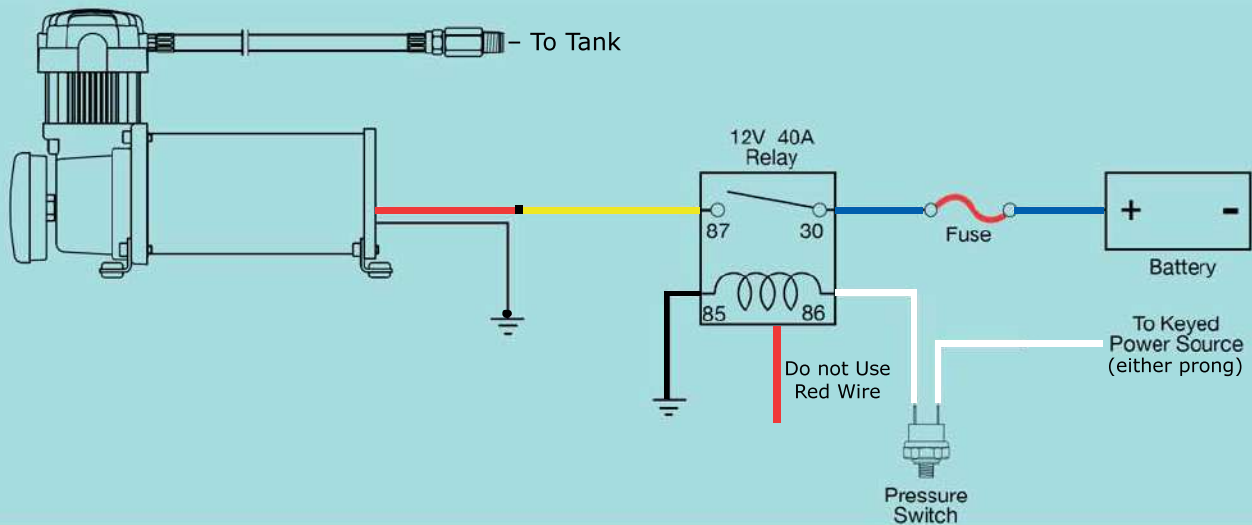 – To Tank
12V 40A
Relay
87
30
Fuse
+
-
Battery
85
86
To Keyed
Power Source
(either prong)
Do not Use
Red Wire
Pressure
Switch